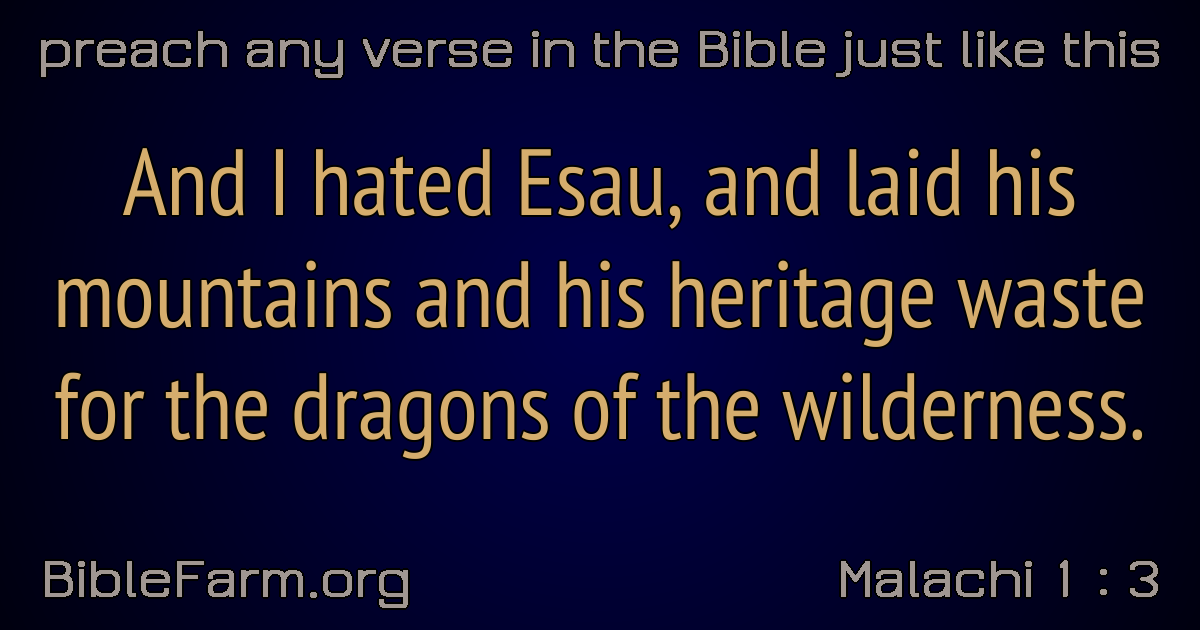 preach any verse in the Bible just like this
And I hated Esau, and laid his
mountains and his heritage waste
for the dragons of the wilderness.
BibleFarm.org
Malachi 1 : 3